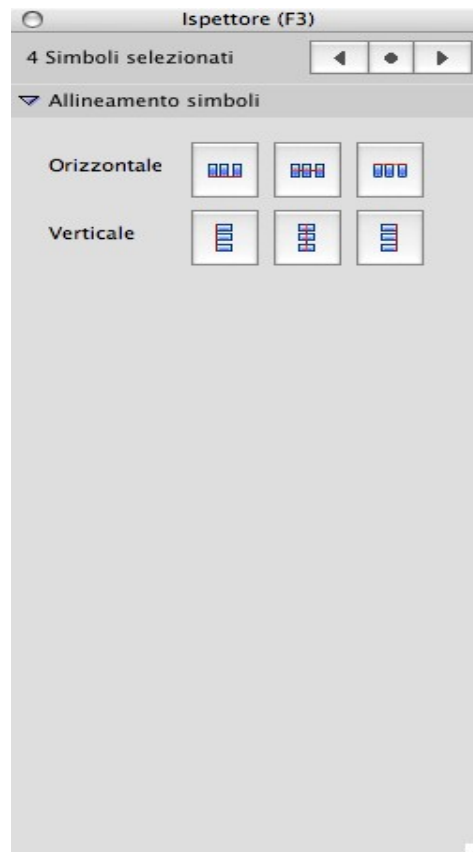 Ispettore (F3)
4 Simboli selezionati
Allineamento simboli
Orizzontale
Verticale